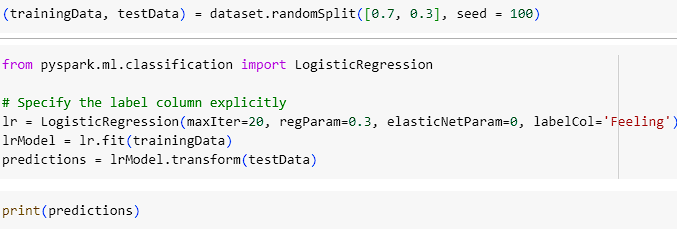 (trainingData, testData) = dataset.randomSplit([0.7, 0.3], seed = 100)
from pyspark.ml.classification import LogisticRegression
# Specify the label column explicitly
lr = LogisticRegression(maxIter=20, regParam=0.3, elasticNetParam=0, labelCol='Feeling')
lrModel = lr.fit(trainingData)
predictions = lrModel.transform(testData)
print(predictions)